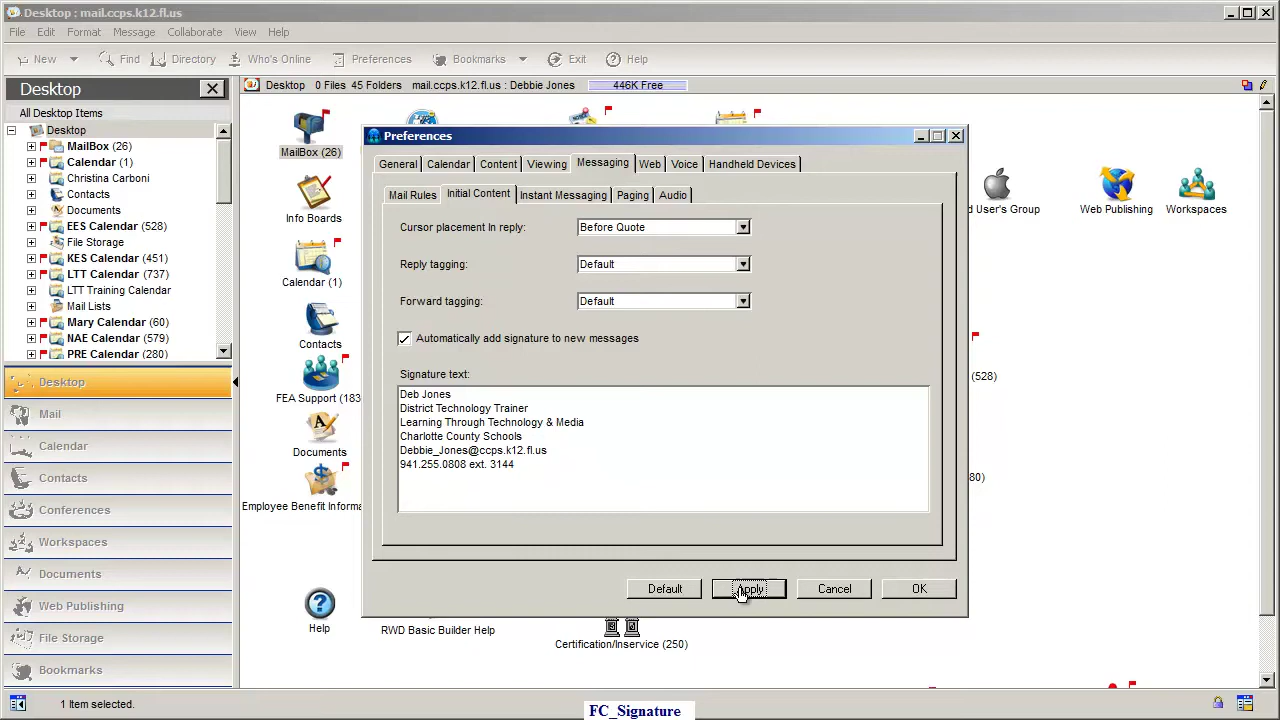 Desktop : mail.ccps.k12.fl.us
File Edit Format Message Collaborate View Help
New Find Directory Who's Online Preferences Bookmarks Exit Help
Desktop
All Desktop Items
Desktop
MailBox (26)
Calendar (1)
Christina Carboni
Contacts
Documents
EES Calendar (528)
File Storage
KES Calendar (451)
LTT Calendar (737)
LTT Training Calendar
Mail Lists
Mary Calendar (60)
NAE Calendar (579)
PRE Calendar (280)
Desktop
Mail
Calendar
Contacts
Conferences
Workspaces
Documents
Web Publishing
File Storage
Bookmarks
1 Item selected.
Desktop 0 Files 45 Folders mail.ccps.k12.fl.us : Debbie Jones 446K Free
MailBox (26)
Info Boards
Calendar (1)
Contacts
FEA Support (183
Documents
Employee Benefit Informa
Help
RWD Basic Builder Help
Certification/Inservice (250)
d User's Group
Web Publishing
Workspaces
(528)
80)
Preferences
General Calendar Content Viewing Messaging Web Voice Handheld Devices
Mail Rules Initial Content Instant Messaging Paging Audio
Cursor placement In reply: Before Quote
Reply tagging: Default
Forward tagging: Default
Automatically add signature to new messages
Signature text:
Deb Jones
District Technology Trainer
Learning Through Technology & Media
Charlotte County Schools
Debbie_Jones@ccps.k12.fl.us
941.255.0808 ext. 3144
Default Apply Cancel OK
FC_Signature